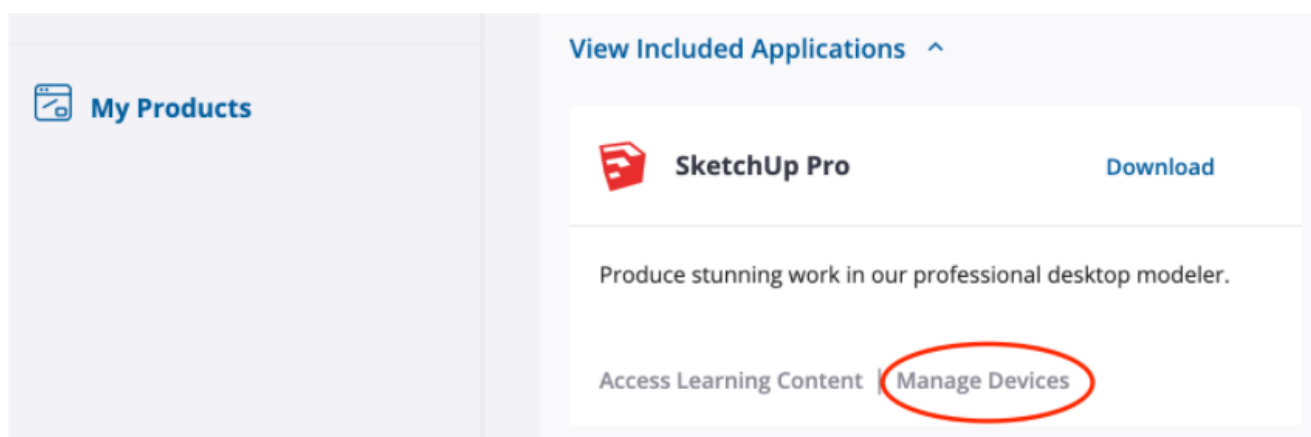 My Products
View Included Applications
SketchUp Pro
Download
Produce stunning work in our professional desktop modeler.
Access Learning Content | Manage Devices